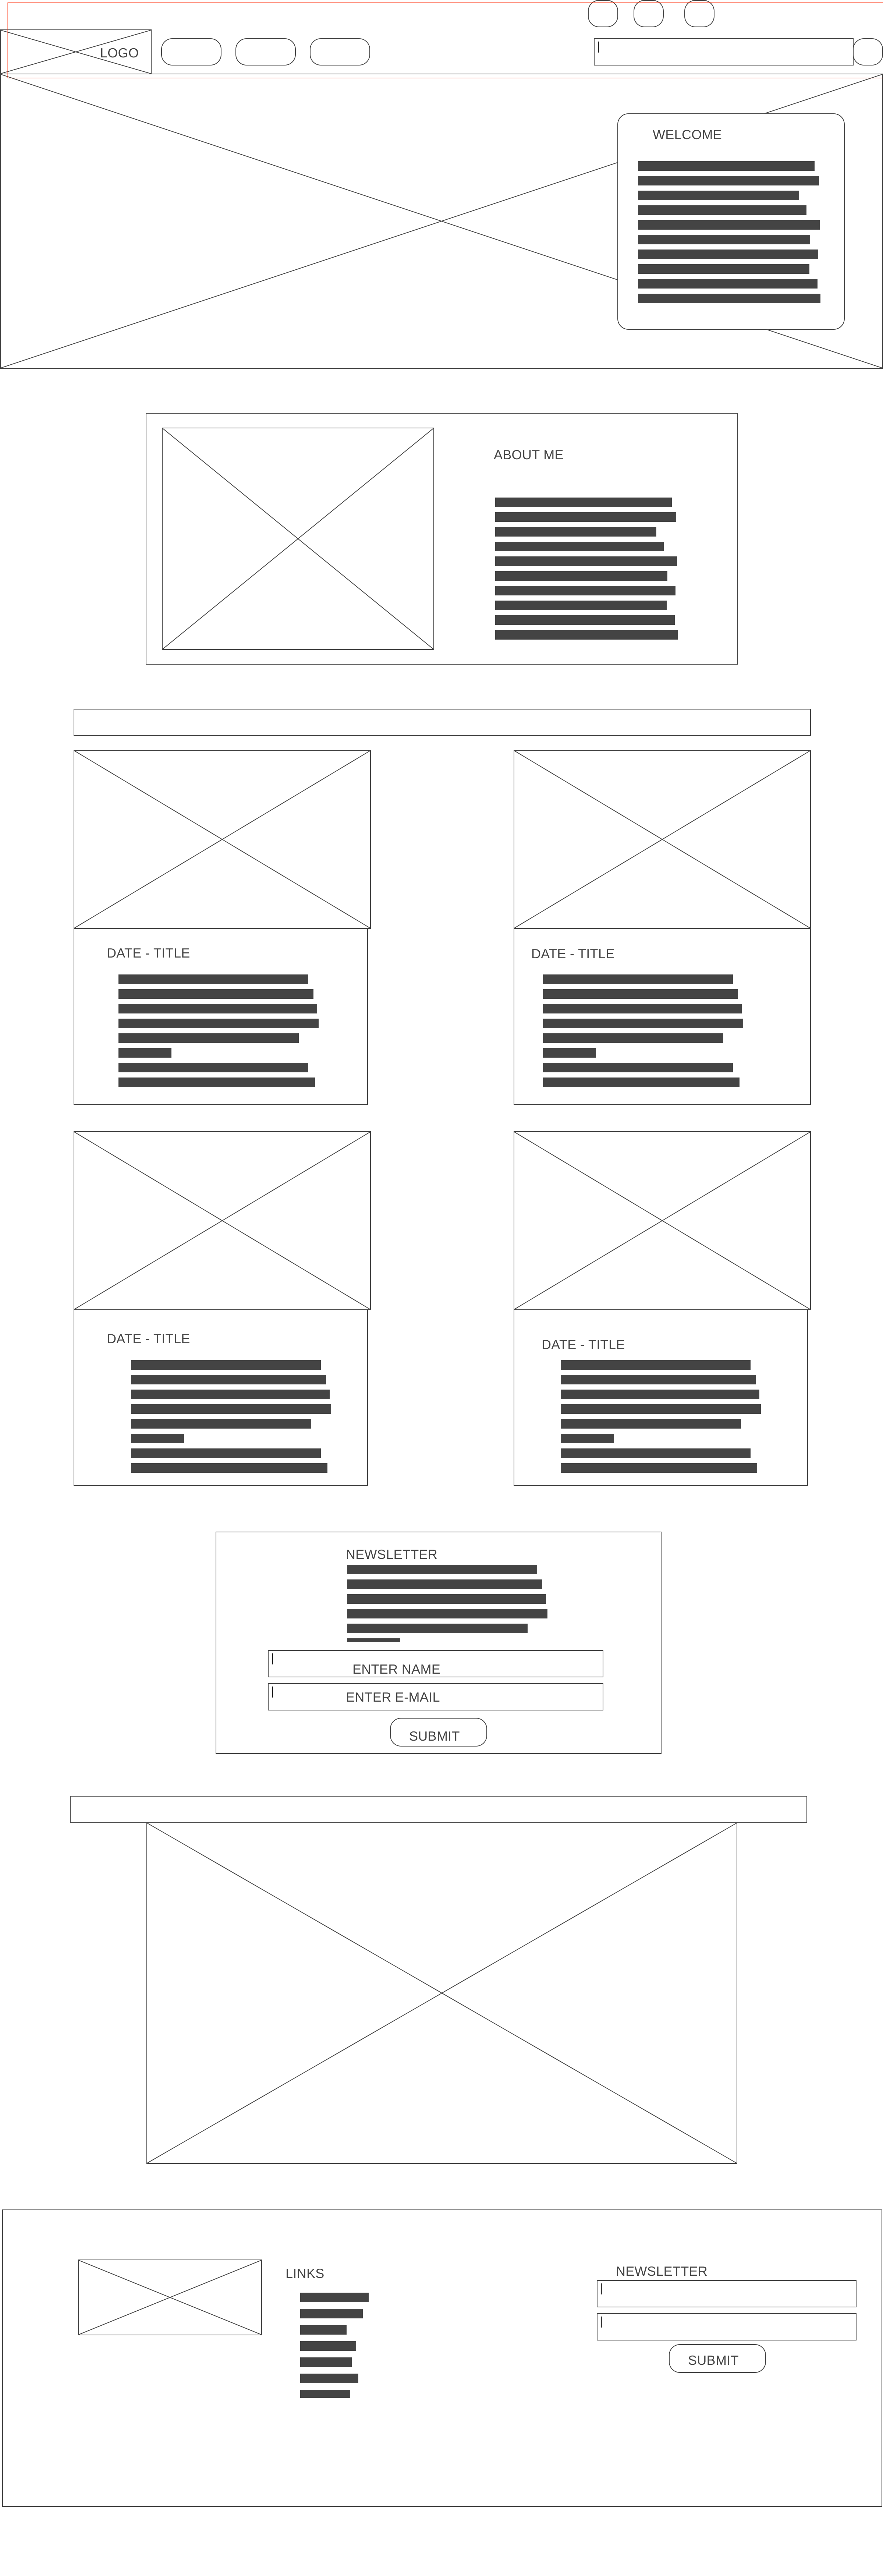 LOGO
WELCOME
ABOUT ME
DATE - TITLE
DATE - TITLE
DATE - TITLE
DATE - TITLE
NEWSLETTER
ENTER NAME
ENTER E-MAIL
SUBMIT
LINKS
NEWSLETTER
SUBMIT